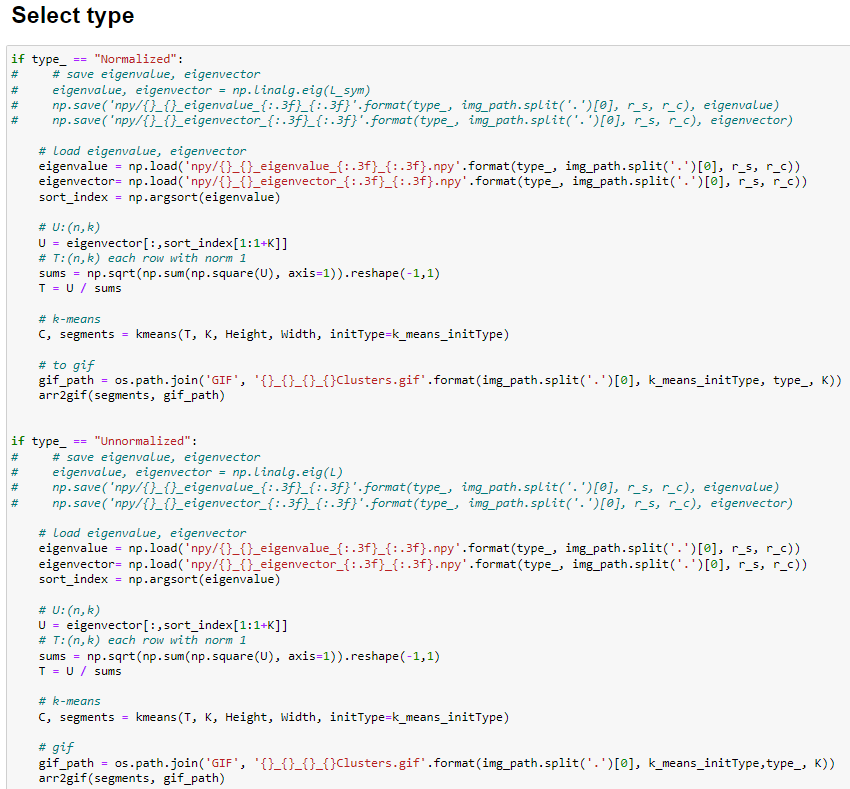 Select type
if type_ == "Normalized":
#     # save eigenvalue, eigenvector
#     eigenvalue, eigenvector = np.linalg.eig(L_sym)
#     np.save('npy/{}_{}_eigenvalue_{:.3f}_{:.3f}'.format(type_, img_path.split('.')[0], r_s, r_c), eigenvalue)
#     np.save('npy/{}_{}_eigenvector_{:.3f}_{:.3f}'.format(type_, img_path.split('.')[0], r_s, r_c), eigenvector)
    # load eigenvalue, eigenvector
    eigenvalue = np.load('npy/{}_{}_eigenvalue_{:.3f}_{:.3f}.npy'.format(type_, img_path.split('.')[0], r_s, r_c))
    eigenvector= np.load('npy/{}_{}_eigenvector_{:.3f}_{:.3f}.npy'.format(type_, img_path.split('.')[0], r_s, r_c))
    sort_index = np.argsort(eigenvalue)
    # U:(n,k)
    U = eigenvector[:,sort_index[1:1+K]]
    # T:(n,k) each row with norm 1
    sums = np.sqrt(np.sum(np.square(U), axis=1)).reshape(-1,1)
    T = U / sums
    # k-means
    C, segments = kmeans(T, K, Height, Width, initType=k_means_initType)
    # to gif
    gif_path = os.path.join('GIF', '{}_{}_{}_{}Clusters.gif'.format(img_path.split('.')[0], k_means_initType, type_, K))
    arr2gif(segments, gif_path)
if type_ == "Unnormalized":
#     # save eigenvalue, eigenvector
#     eigenvalue, eigenvector = np.linalg.eig(L)
#     np.save('npy/{}_{}_eigenvalue_{:.3f}_{:.3f}'.format(type_, img_path.split('.')[0], r_s, r_c), eigenvalue)
#     np.save('npy/{}_{}_eigenvector_{:.3f}_{:.3f}'.format(type_, img_path.split('.')[0], r_s, r_c), eigenvector)
    # load eigenvalue, eigenvector
    eigenvalue = np.load('npy/{}_{}_eigenvalue_{:.3f}_{:.3f}.npy'.format(type_, img_path.split('.')[0], r_s, r_c))
    eigenvector= np.load('npy/{}_{}_eigenvector_{:.3f}_{:.3f}.npy'.format(type_, img_path.split('.')[0], r_s, r_c))
    sort_index = np.argsort(eigenvalue)
    # U:(n,k)
    U = eigenvector[:,sort_index[1:1+K]]
    # T:(n,k) each row with norm 1
    sums = np.sqrt(np.sum(np.square(U), axis=1)).reshape(-1,1)
    T = U / sums
    # k-means
    C, segments = kmeans(T, K, Height, Width, initType=k_means_initType)
    # gif
    gif_path = os.path.join('GIF', '{}_{}_{}_{}Clusters.gif'.format(img_path.split('.')[0], k_means_initType,type_, K))
    arr2gif(segments, gif_path)